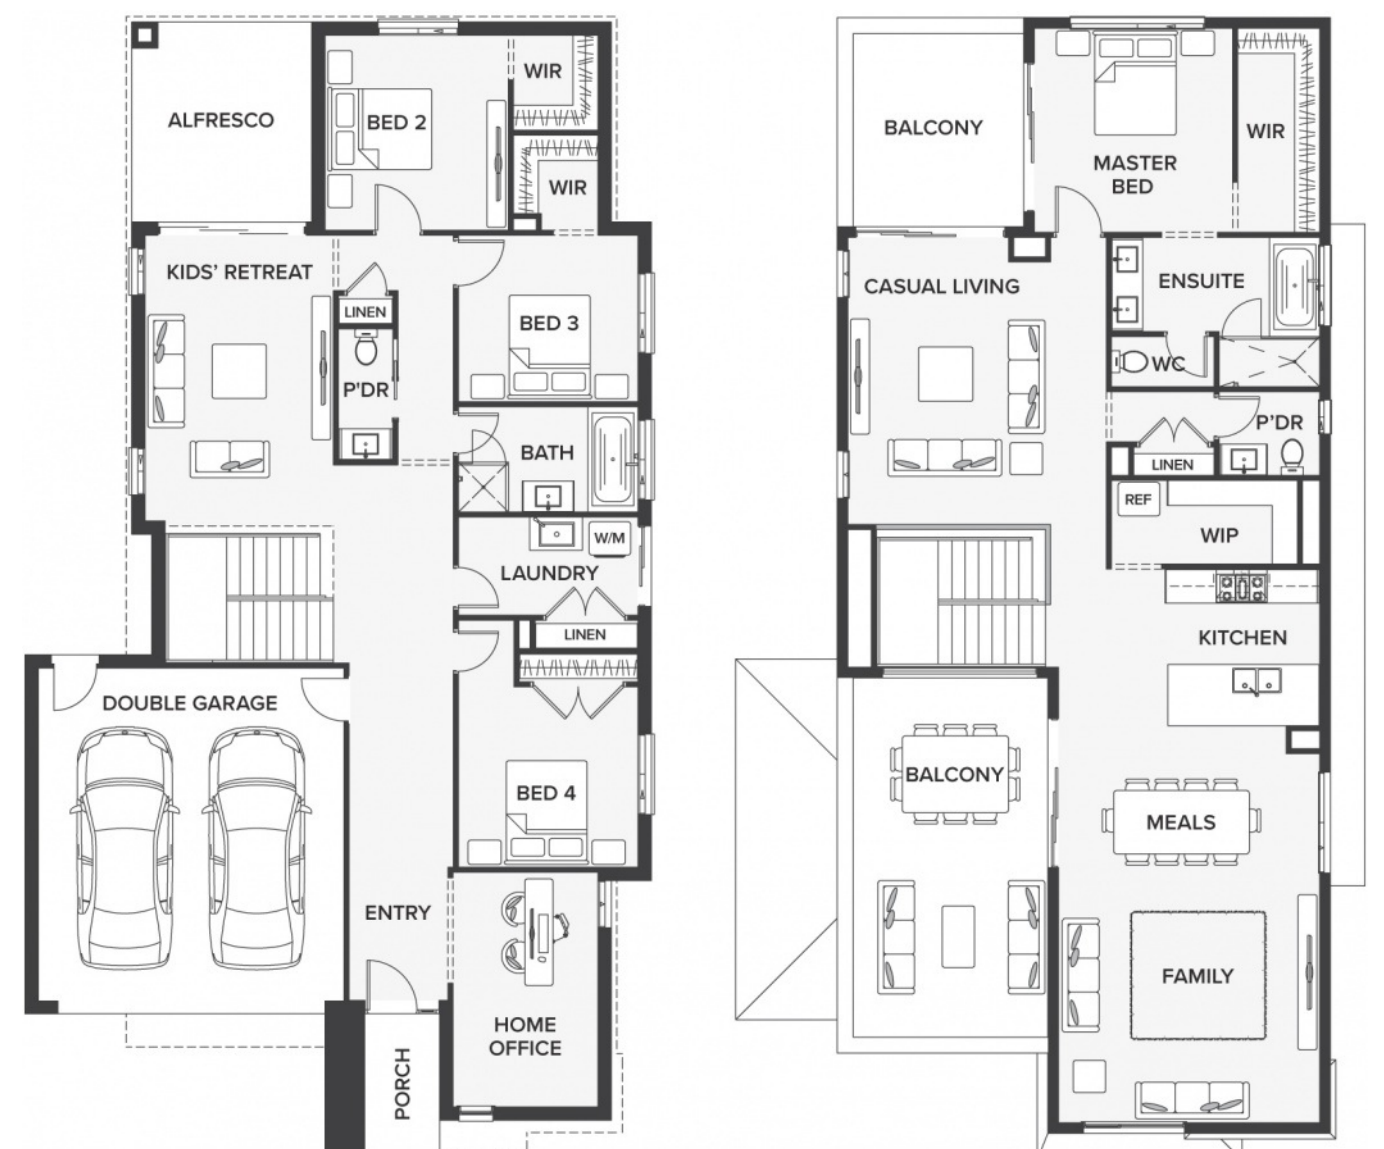 ALFRESCO
BED 2
WIR
WIR
KIDS' RETREAT
LINEN
P'DR
BED 3
BATH
W/M
LAUNDRY
LINEN
DOUBLE GARAGE
BED 4
ENTRY
HOME
OFFICE
PORCH
BALCONY
MASTER
BED
WIR
CASUAL LIVING
ENSUITE
WC
P'DR
LINEN
REF
WIP
KITCHEN
BALCONY
MEALS
FAMILY